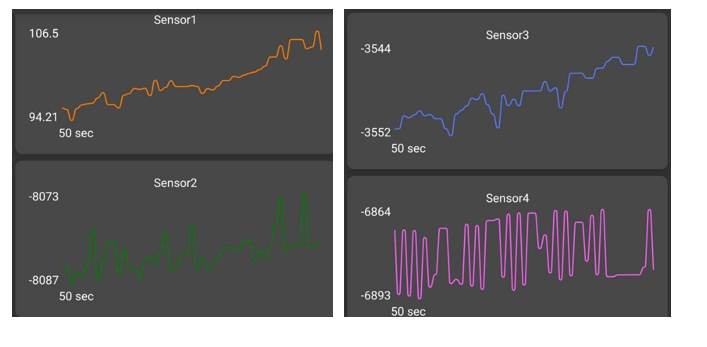 Sensor1
106.5
94.21
50 sec
Sensor2
-8073
-8087
50 sec
Sensor3
-3544
-3552
50 sec
Sensor4
-6864
-6893
50 sec